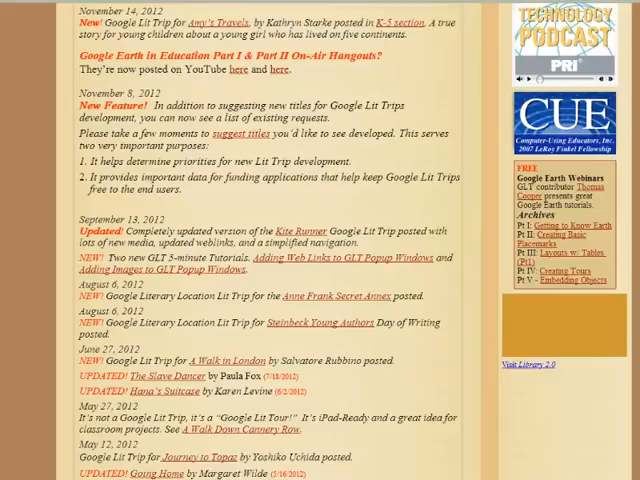 November 14, 2012
New! Google Lit Trip for Amy's Travels, by Kathryn Starke posted in K-5 section. A true
story for young children about a young girl who has lived on five continents.
Google Earth in Education Part I & Part II On-Air Hangouts?
They're now posted on YouTube here and here.
November 8, 2012
New Feature! In addition to suggesting new titles for Google Lit Trips
development, you can now see a list of existing requests.
Please take a few moments to suggest titles you'd like to see developed. This serves
two very important purposes:
1. It helps determine priorities for new Lit Trip development.
2. It provides important data for funding applications that help keep Google Lit Trips
free to the end users.
September 13, 2012
Updated! Completely updated version of the Kite Runner Google Lit Trip posted with
lots of new media, updated weblinks, and a simplified navigation.
NEW! Two new GLT 5-minute Tutorials. Adding Web Links to GLT Popup Windows and
Adding Images to GLT Popup Windows.
August 6, 2012
NEW! Google Literary Location Lit Trip for the Anne Frank Secret Annex posted.
August 6, 2012
NEW! Google Literary Location Lit Trip for Steinbeck Young Authors Day of Writing
posted.
June 27, 2012
NEW! Google Lit Trip for A Walk in London by Salvatore Rubbino posted.
UPDATED! The Slave Dancer by Paula Fox (7/18/2012)
UPDATED! Hana's Suitcase by Karen Levine (6/2/2012)
May 27, 2012
It's not a Google Lit Trip, it's a "Google Lit Tour!" It's iPad-Ready and a great idea for
classroom projects. See A Walk Down Cannery Row.
May 12, 2012
Google Lit Trip for Journey to Topaz by Yoshiko Uchida posted.
UPDATED! Going Home by Margaret Wilde (5/16/2012)
TECHNOLOGY
PODCAST
PRI
CUE
Computer-Using Educators, Inc.
2007 LeRoy Finkel Fellowship
FREE
Google Earth Webinars
GLT contributor Thomas
Cooper presents great
Google Earth tutorials.
Archives
Pt I: Getting to Know Earth
Pt II: Creating Basic
Placemarks
Pt III: Layouts w/ Tables
(Pt1)
Pt IV: Creating Tours
Pt V - Embedding Objects
Visit Library 2.0